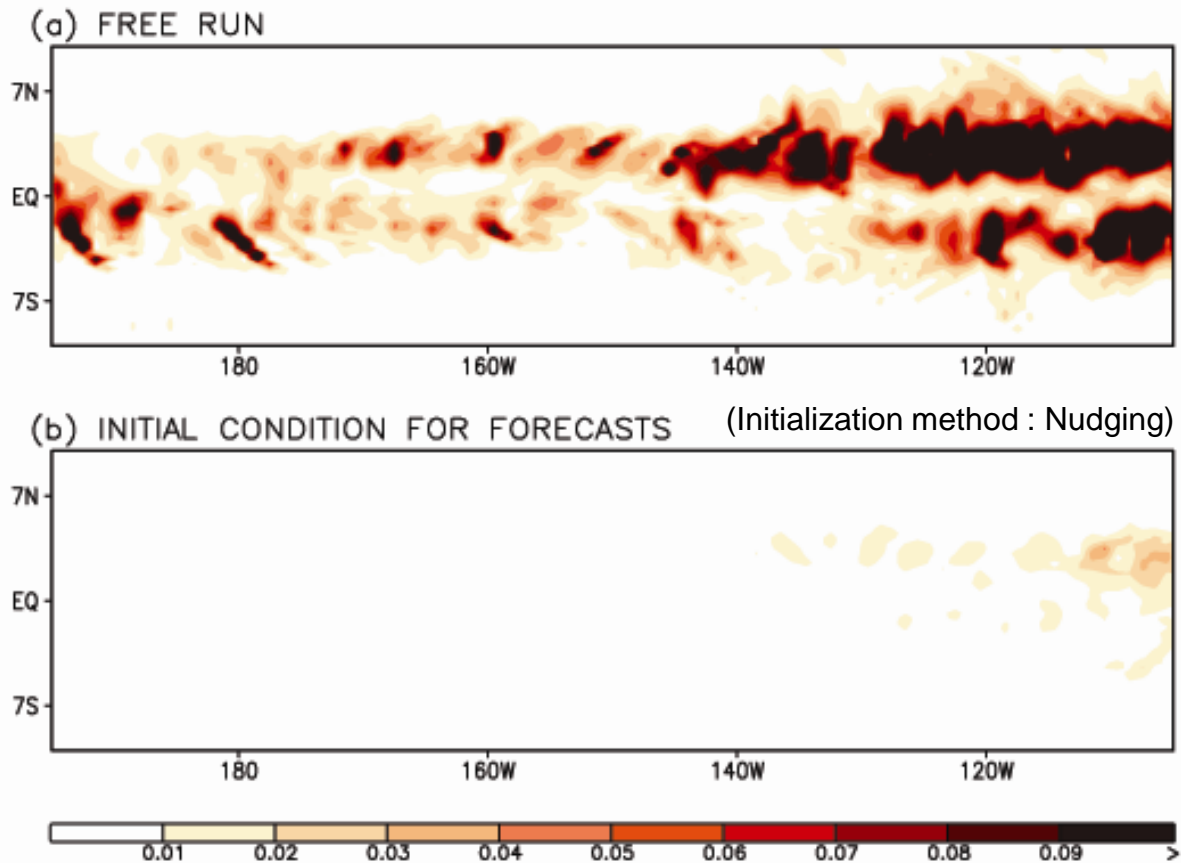 (a) FREE RUN
7N
EQ
7S
180 160W 140W 120W
(b) INITIAL CONDITION FOR FORECASTS (Initialization method : Nudging)
7N
EQ
7S
180 160W 140W 120W
0.01 0.02 0.03 0.04 0.05 0.06 0.07 0.08 0.09 >